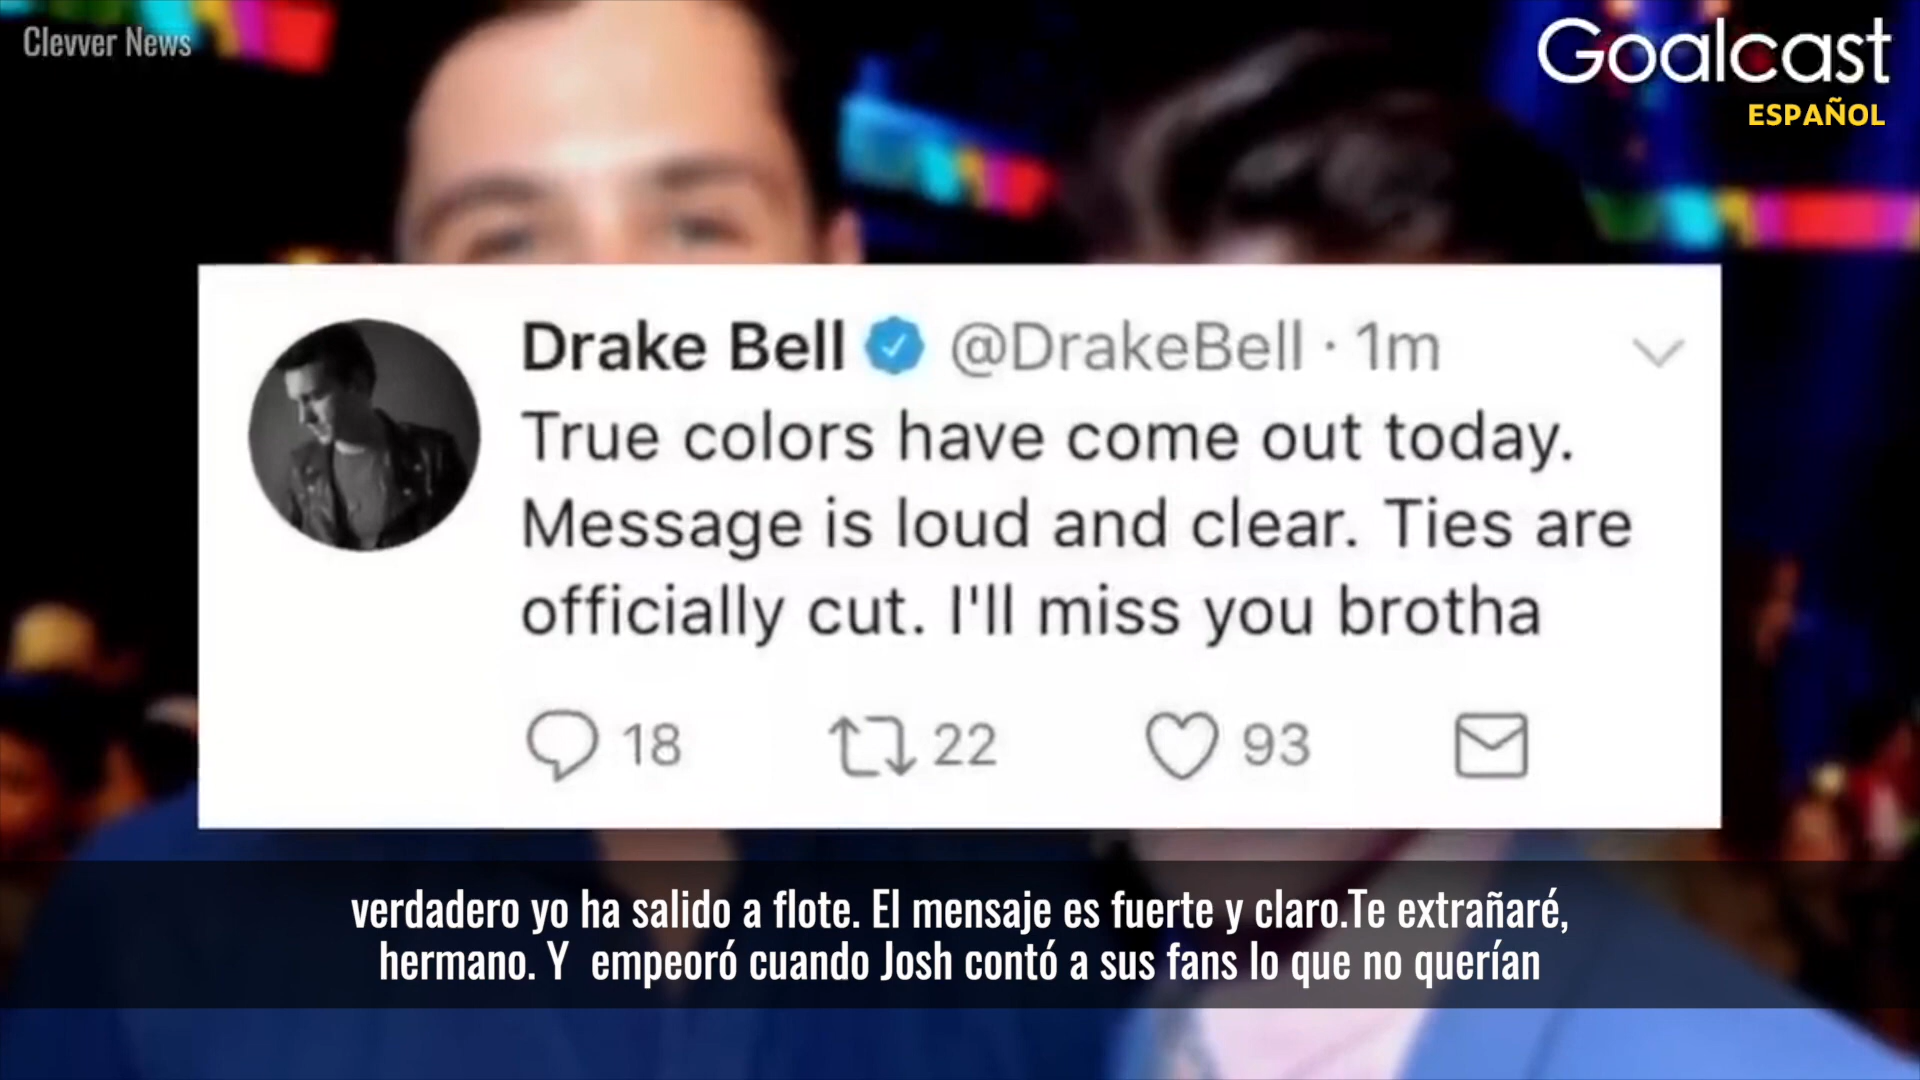 Clevver News
Goalcast
ESPAÑOL
Drake Bell @DrakeBell · 1m
True colors have come out today.
Message is loud and clear. Ties are
officially cut. I'll miss you brotha
18 22 93
verdadero yo ha salido a flote. El mensaje es fuerte y claro.Te extrañaré,
hermano. Y  empeoró cuando Josh contó a sus fans lo que no querían